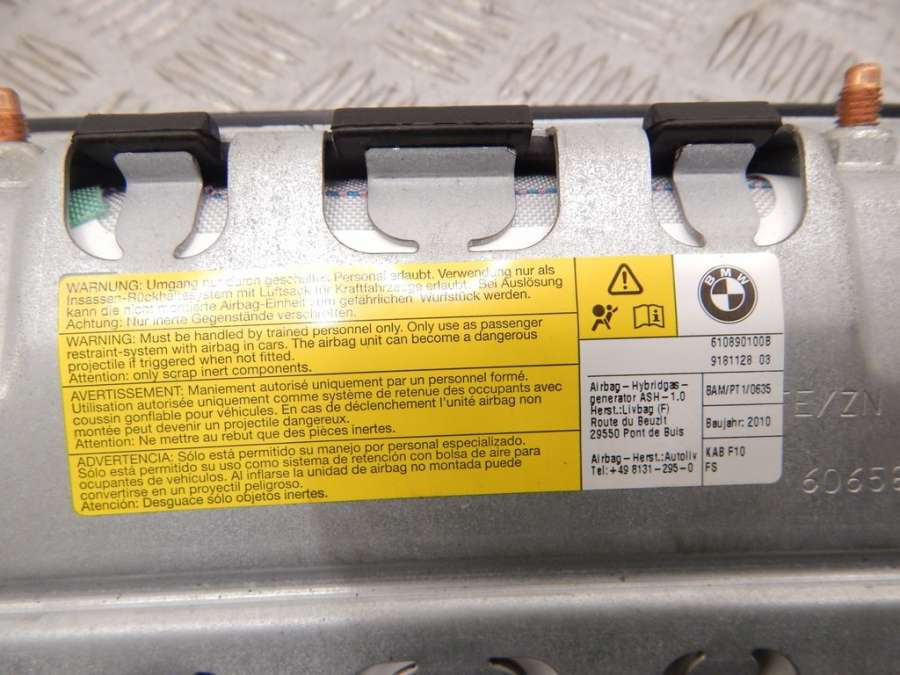 WARNUNG: Umgang nur durch geschultes Personal erlaubt. Verwendung nur als
Insassen-Rückhaltesystem mit Luftsack für Kraftfahrzeuge erlaubt. Bei Auslösung
kann die nicht montierte Airbag-Einheit zum gefährlichen Wurfstück werden.
Achtung: Nur inerte Gegenstände verschrotten.
WARNING: Must be handled by trained personnel only. Only use as passenger
restraint-system with airbag in cars. The airbag unit can become a dangerous
projectile if triggered when not fitted.
Attention: only scrap inert components.
AVERTISSEMENT: Maniement autorisé uniquement par un personnel formé.
Utilisation autorisée uniquement comme système de retenue des occupants avec
coussin gonflable pour véhicules. En cas de déclenchement l'unité airbag non
montée peut devenir un projectile dangereux.
Attention: Ne mettre au rebut que des pièces inertes.
ADVERTENCIA: Sólo está permitido su manejo por personal especializado.
Sólo está permitido su uso como sistema de retención con bolsa de aire para
ocupantes de vehículos. Al inflarse la unidad de airbag no montada puede
convertirse en un proyectil peligroso.
Atención: Desguace sólo objetos inertes.
BMW
610890100B
9181128 03
Airbag-Hybridgas-
generator ASH-1.0
Herst.:Livbag (F)
Route du Beuzit
29550 Pont de Buis
BAM/PT1/0635
Baujahr: 2010
Airbag-Herst.:Autoliv
Tel:+49 8131-295-0
KAB F10
FS
TE/ZN
60658